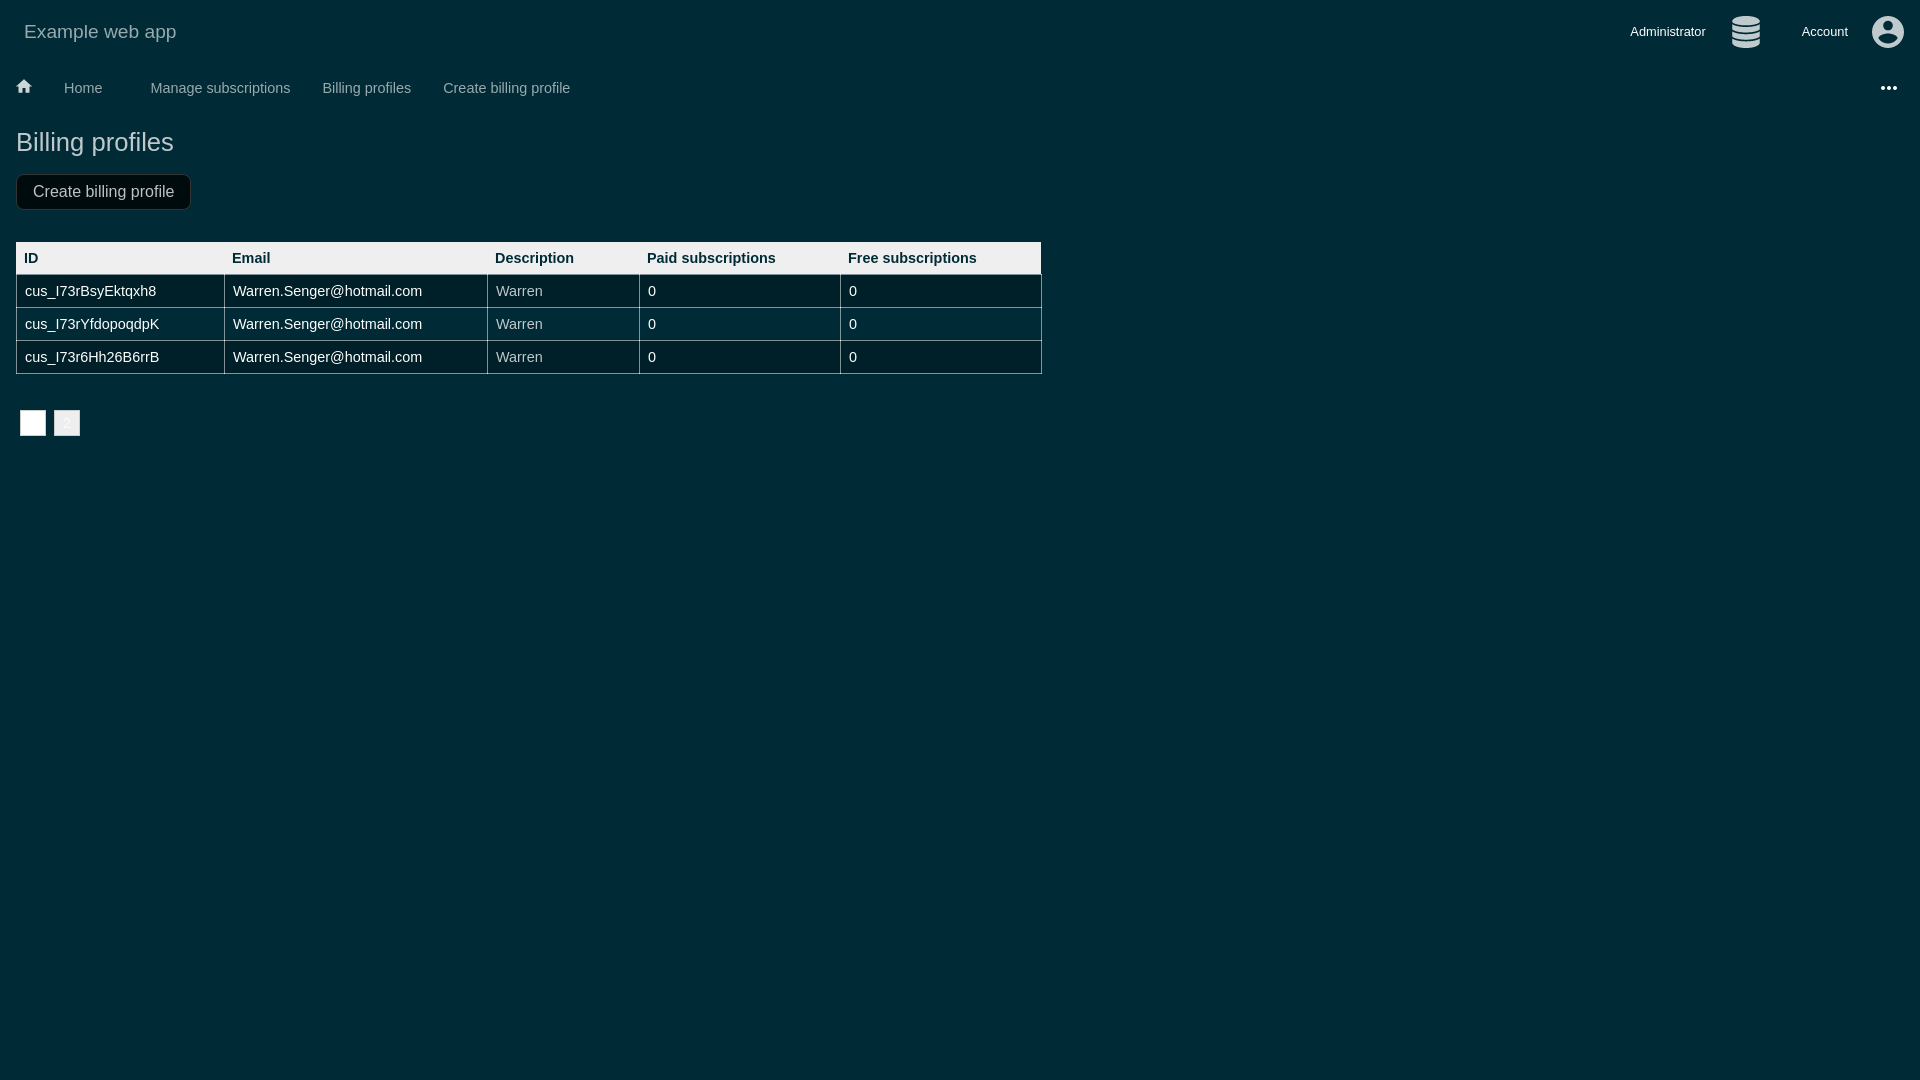 Example web app
Administrator
Account
Home
Manage subscriptions
Billing profiles
Create billing profile
Billing profiles
Create billing profile
ID Email Description Paid subscriptions Free subscriptions
cus_I73rBsyEktqxh8 Warren.Senger@hotmail.com Warren 0 0
cus_I73rYfdopoqdpK Warren.Senger@hotmail.com Warren 0 0
cus_I73r6Hh26B6rrB Warren.Senger@hotmail.com Warren 0 0
2